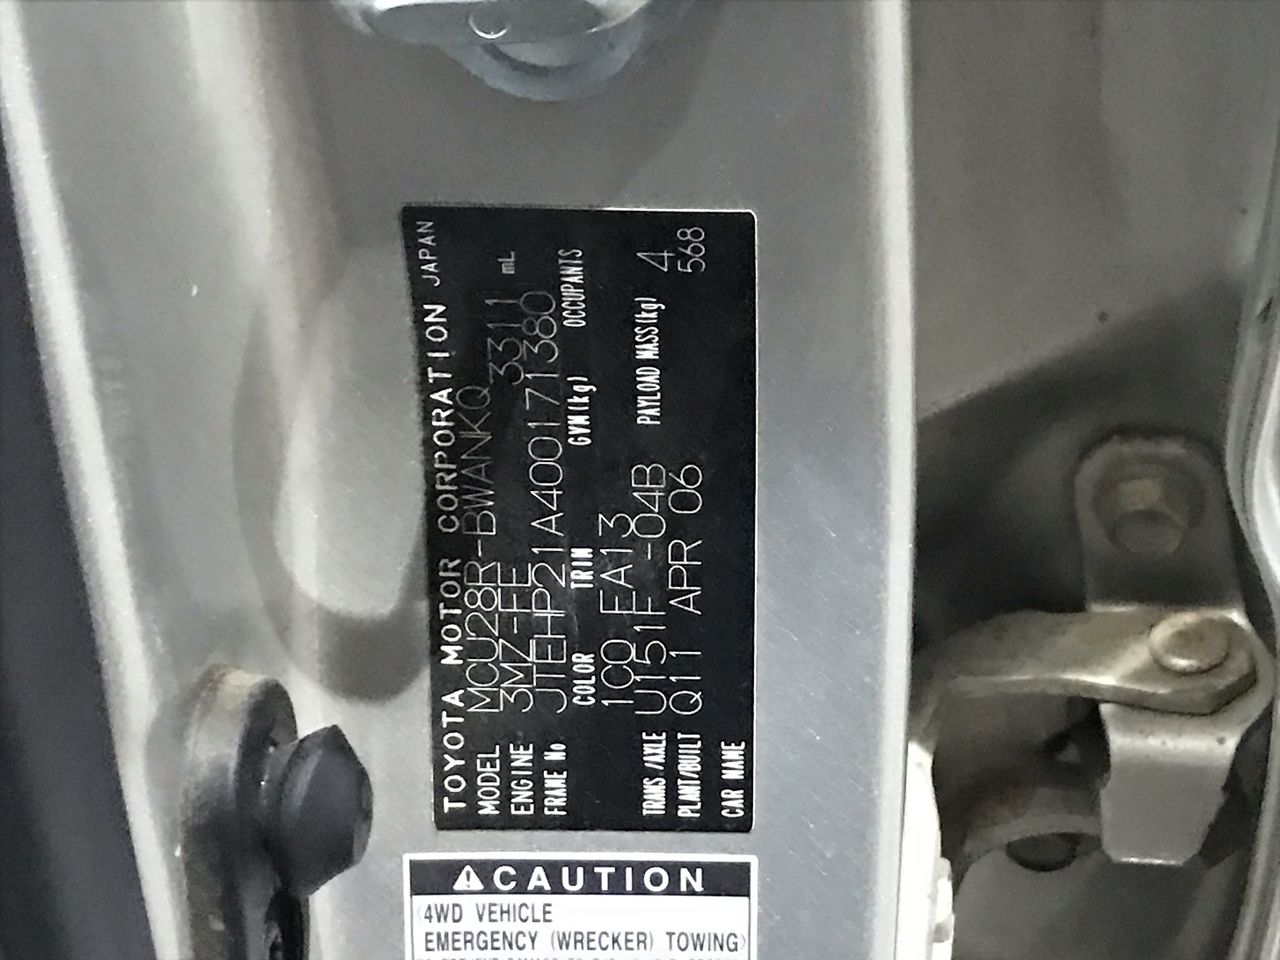 TOYOTA MOTOR CORPORATION JAPAN
MODEL MCU28R-BWANKQ
ENGINE 3MZ-FE 3311 mL
FRAME No JTEHP21A400171380
COLOR TRIM GVM(kg) OCCUPANTS
1C0 FA13 4
TRANS/AXLE U151F -04B PAYLOAD MASS(kg) 568
PLANT/BUILT Q11 APR 06
CAR NAME
CAUTION
4WD VEHICLE
EMERGENCY (WRECKER) TOWING